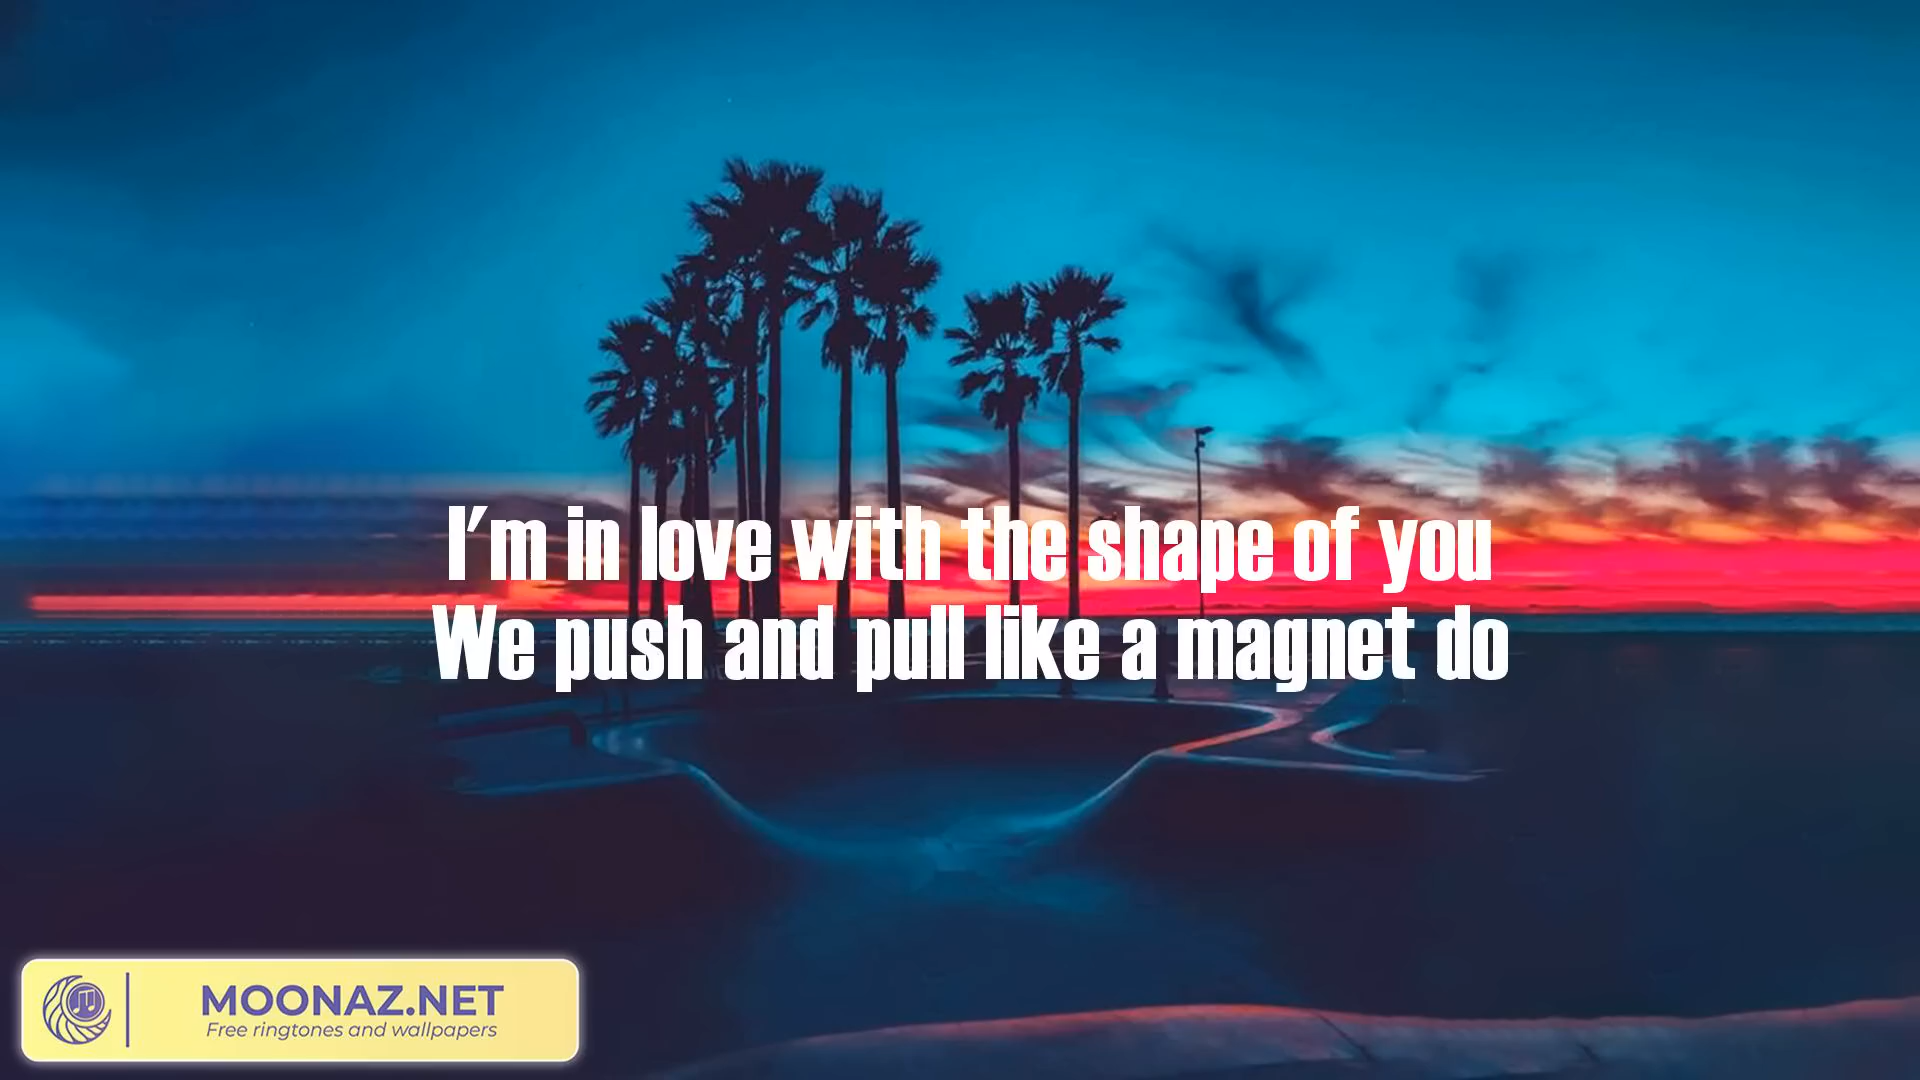 I'm in love with the shape of you
We push and pull like a magnet do
MOONAZ.NET
Free ringtones and wallpapers